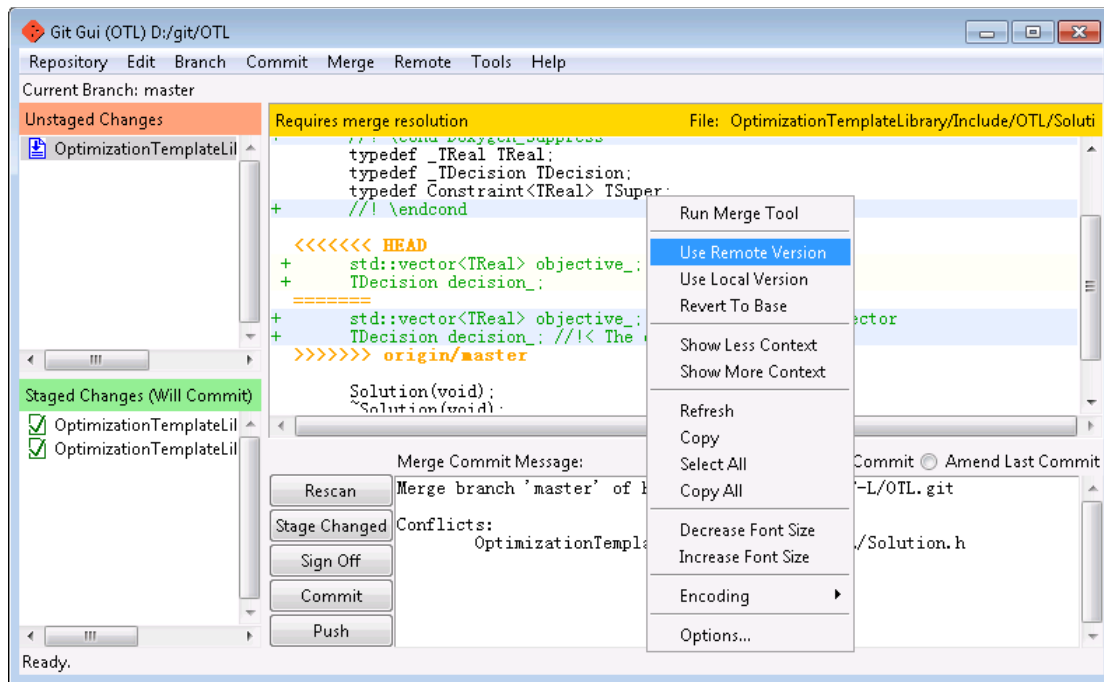 Git Gui (OTL) D:/git/OTL
Repository Edit Branch Commit Merge Remote Tools Help
Current Branch: master
Unstaged Changes
OptimizationTemplateLil
Requires merge resolution File: OptimizationTemplateLibrary/Include/OTL/Soluti
//! \cond Doxygen_Suppress
typedef _TReal TReal;
typedef _TDecision TDecision;
typedef Constraint<TReal> TSuper;
+ //! \endcond
<<<<<<< HEAD
+ std::vector<TReal> objective_;
+ TDecision decision_;
=======
+ std::vector<TReal> objective_; ector
+ TDecision decision_; //!< The
>>>>>>> origin/master
Solution(void);
~Solution(void);
Staged Changes (Will Commit)
OptimizationTemplateLil
OptimizationTemplateLil
Run Merge Tool
Use Remote Version
Use Local Version
Revert To Base
Show Less Context
Show More Context
Refresh
Copy
Select All
Copy All
Decrease Font Size
Increase Font Size
Encoding
Options...
Merge Commit Message: Commit Amend Last Commit
Rescan
Stage Changed
Sign Off
Commit
Push
Merge branch 'master' of -L/OTL.git
Conflicts:
OptimizationTempl /Solution.h
Ready.